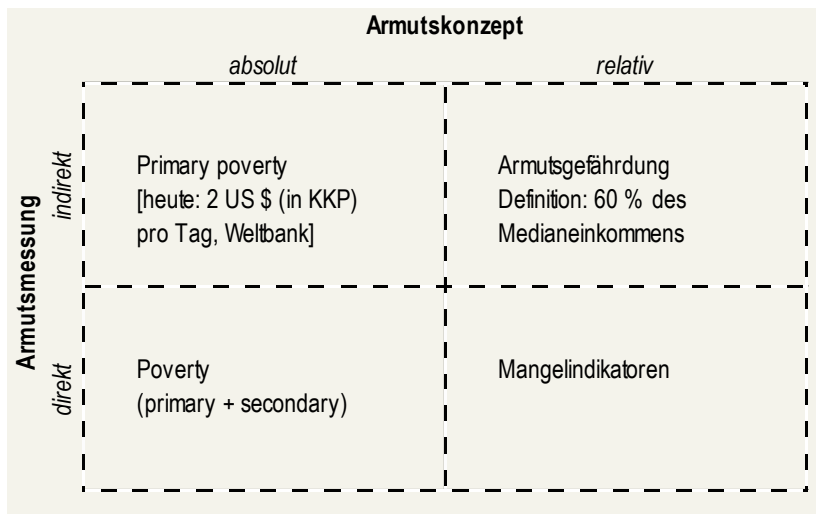 Armutskonzept
absolut
relativ
Armutsmessung
indirekt
Primary poverty
[heute: 2 US $ (in KKP)
pro Tag, Weltbank]
Armutsgefährdung
Definition: 60 % des
Medianeinkommens
direkt
Poverty
(primary + secondary)
Mangelindikatoren